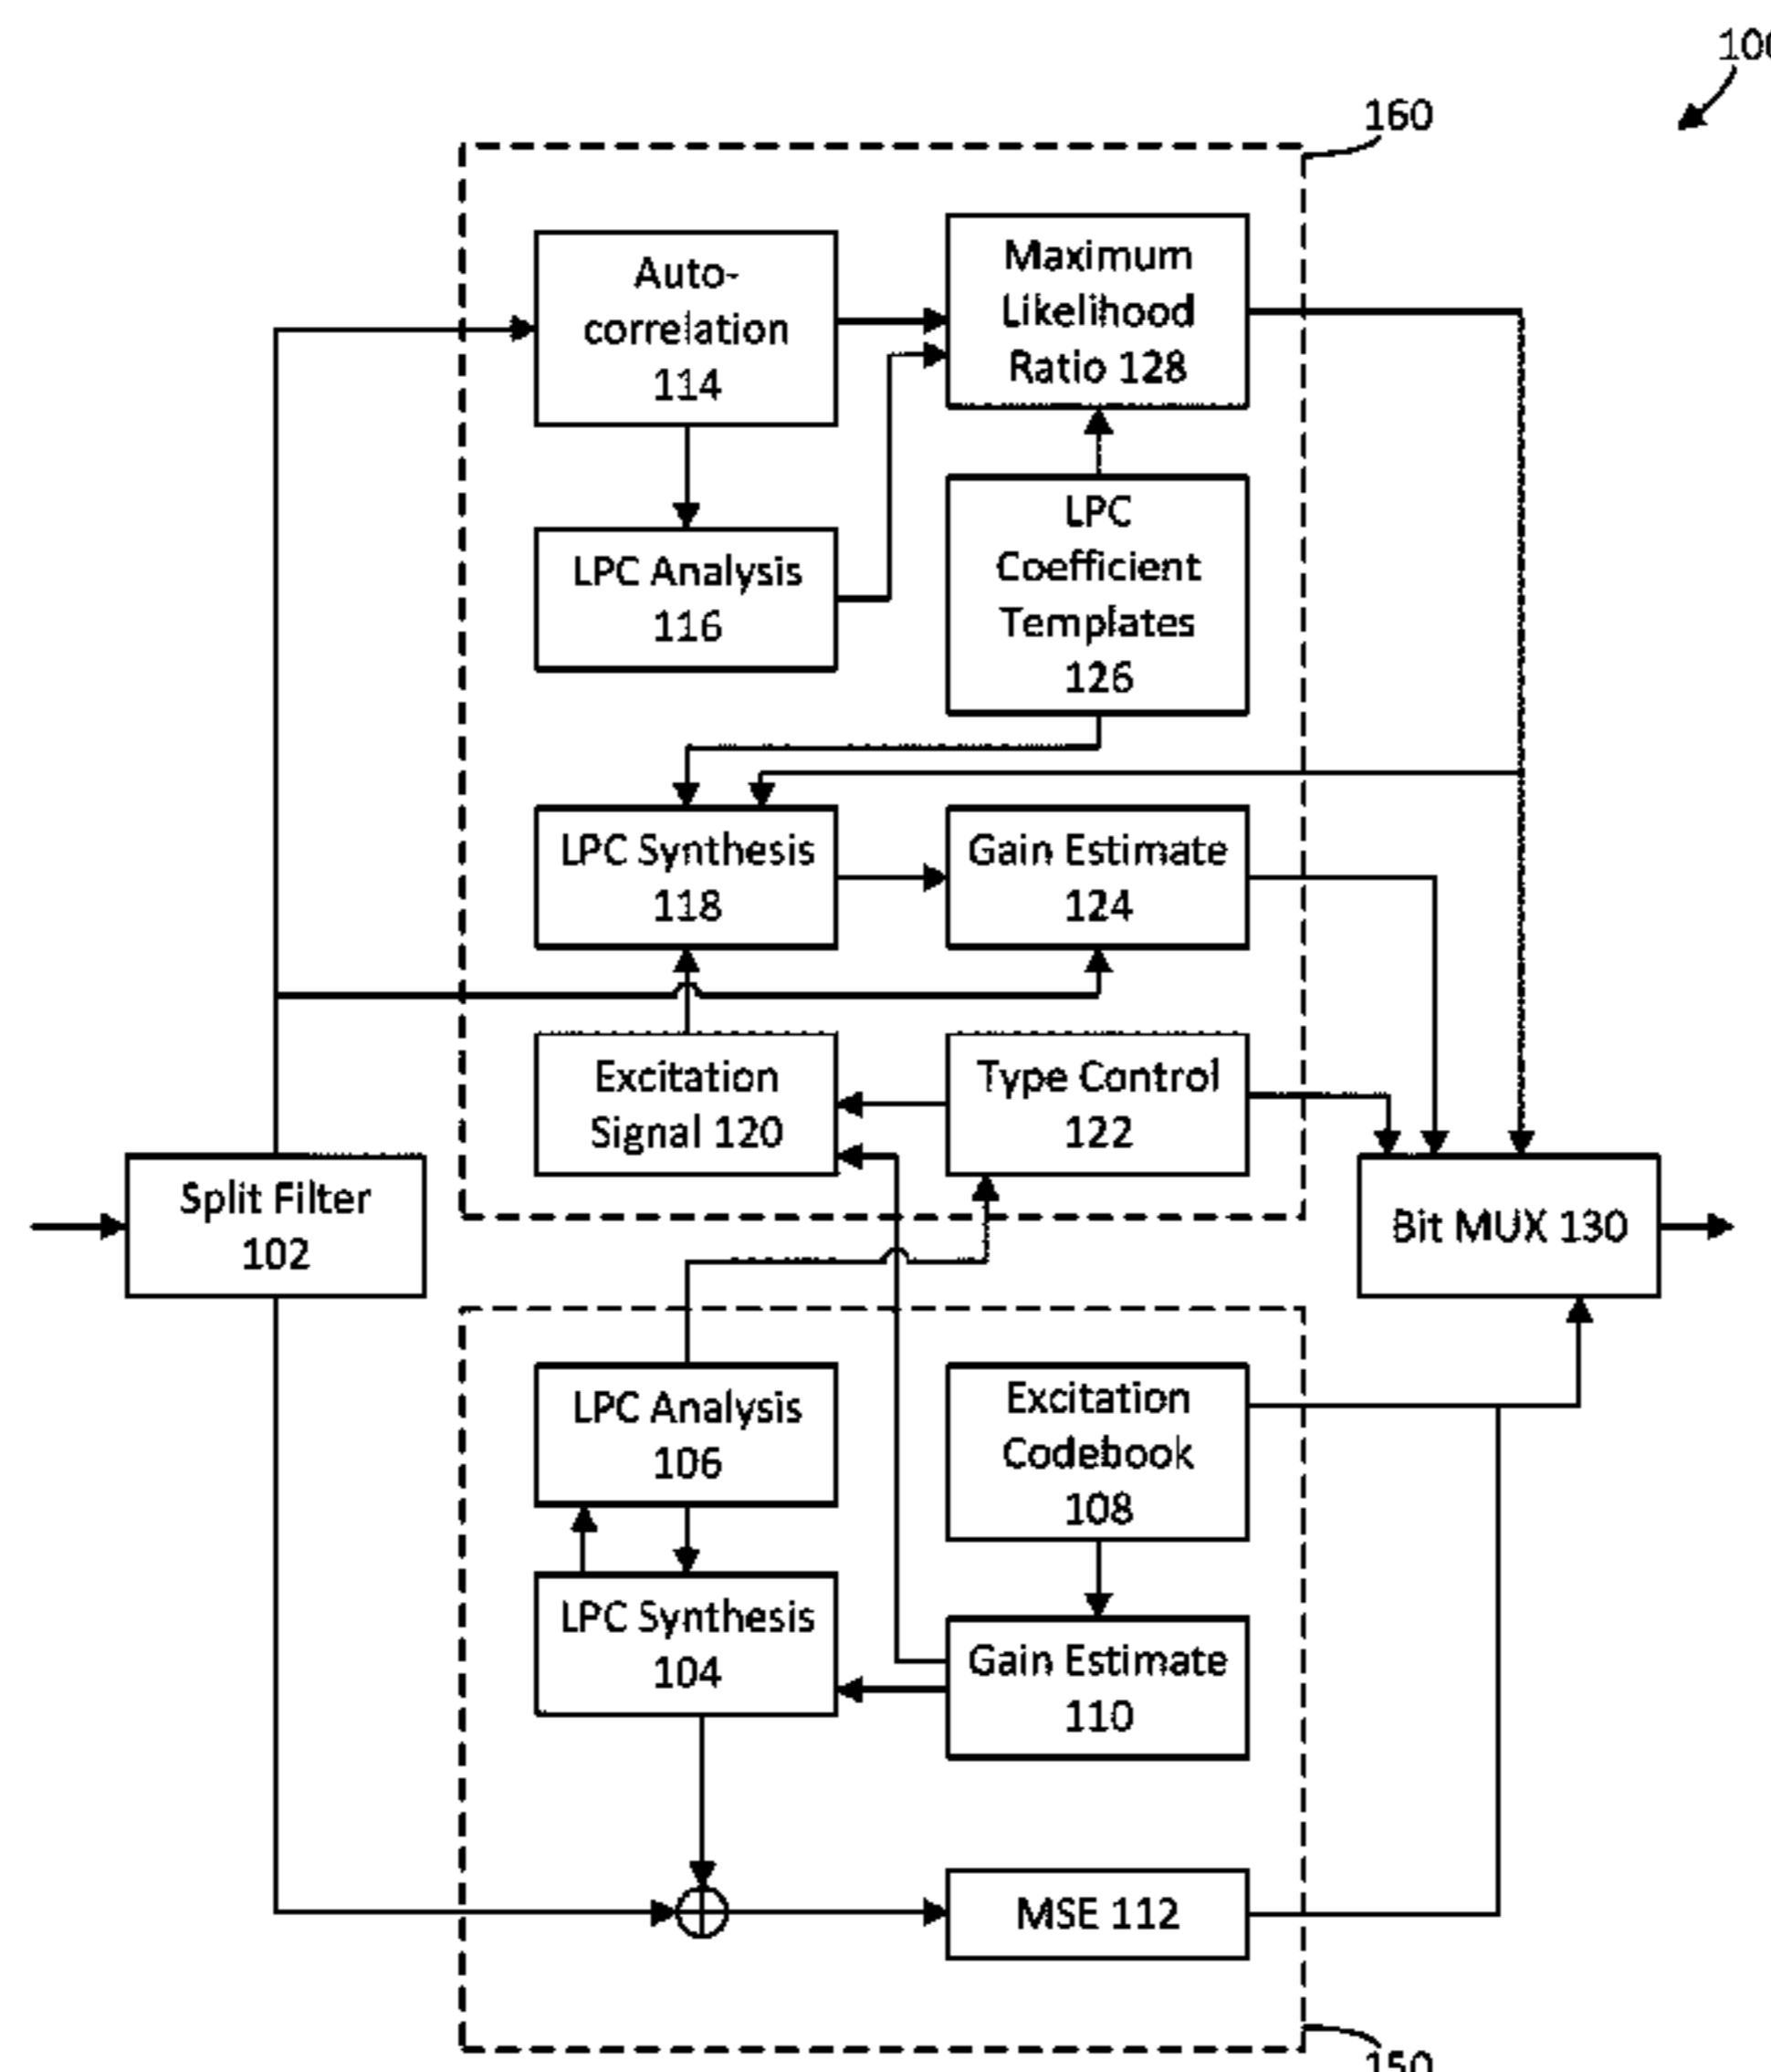 100
160
Auto-
correlation
114
Maximum
Likelihood
Ratio 128
LPC Analysis
116
LPC
Coefficient
Templates
126
LPC Synthesis
118
Gain Estimate
124
Excitation
Signal 120
Type Control
122
Split Filter
102
Bit MUX 130
LPC Analysis
106
Excitation
Codebook
108
LPC Synthesis
104
Gain Estimate
110
MSE 112
150